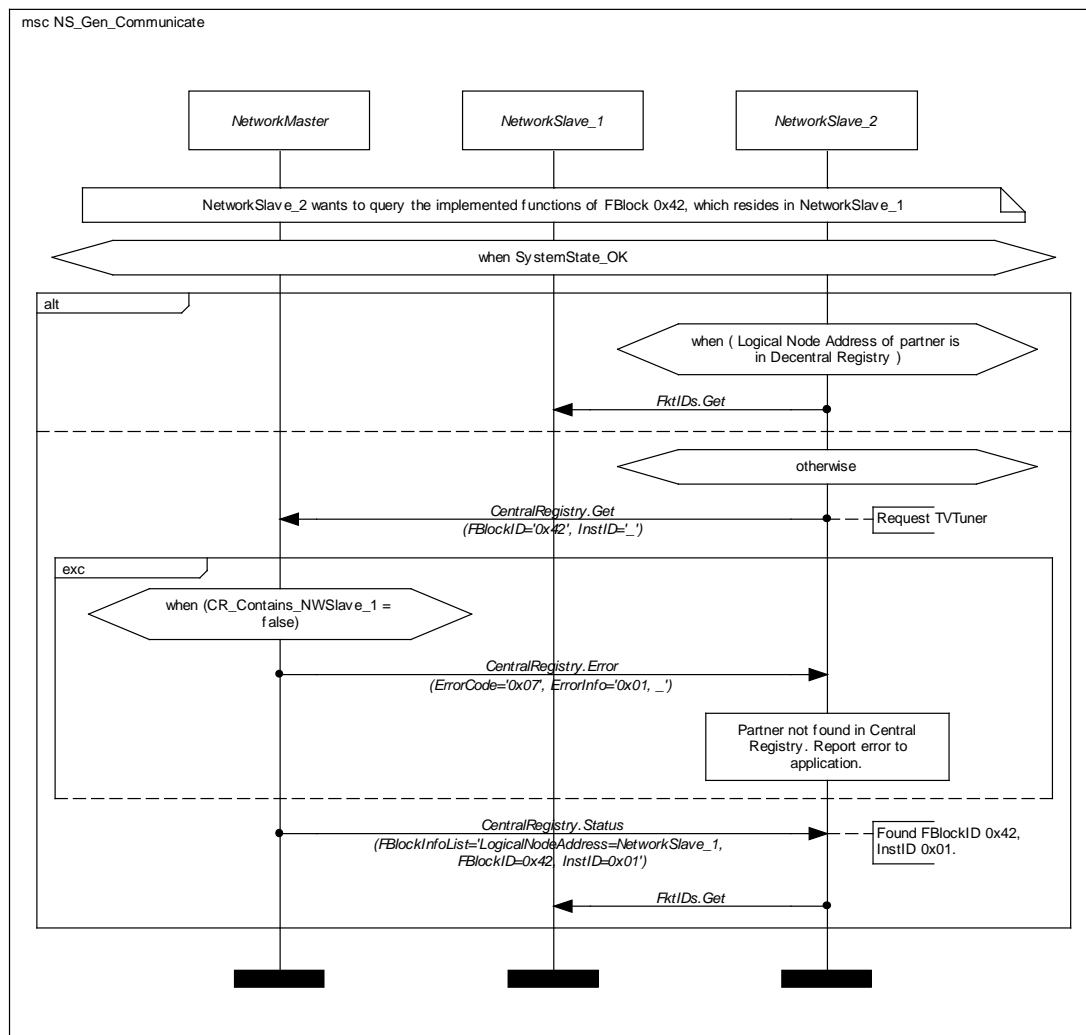 msc NS_Gen_Communicate
NetworkMaster
NetworkSlave_1
NetworkSlave_2
NetworkSlave_2 wants to query the implemented functions of FBlock 0x42, which resides in NetworkSlave_1
when SystemState_OK
alt
when ( Logical Node Address of partner is
in Decentral Registry )
FktIDs.Get
otherwise
CentralRegistry.Get
(FBlockID='0x42', InstID='_')
Request TVTuner
exc
when (CR_Contains_NWSlave_1 =
false)
CentralRegistry.Error
(ErrorCode='0x07', ErrorInfo='0x01, _')
Partner not found in Central
Registry. Report error to
application.
CentralRegistry.Status
(FBlockInfoList='LogicalNodeAddress=NetworkSlave_1,
FBlockID=0x42, InstID=0x01')
Found FBlockID 0x42,
InstID 0x01.
FktIDs.Get